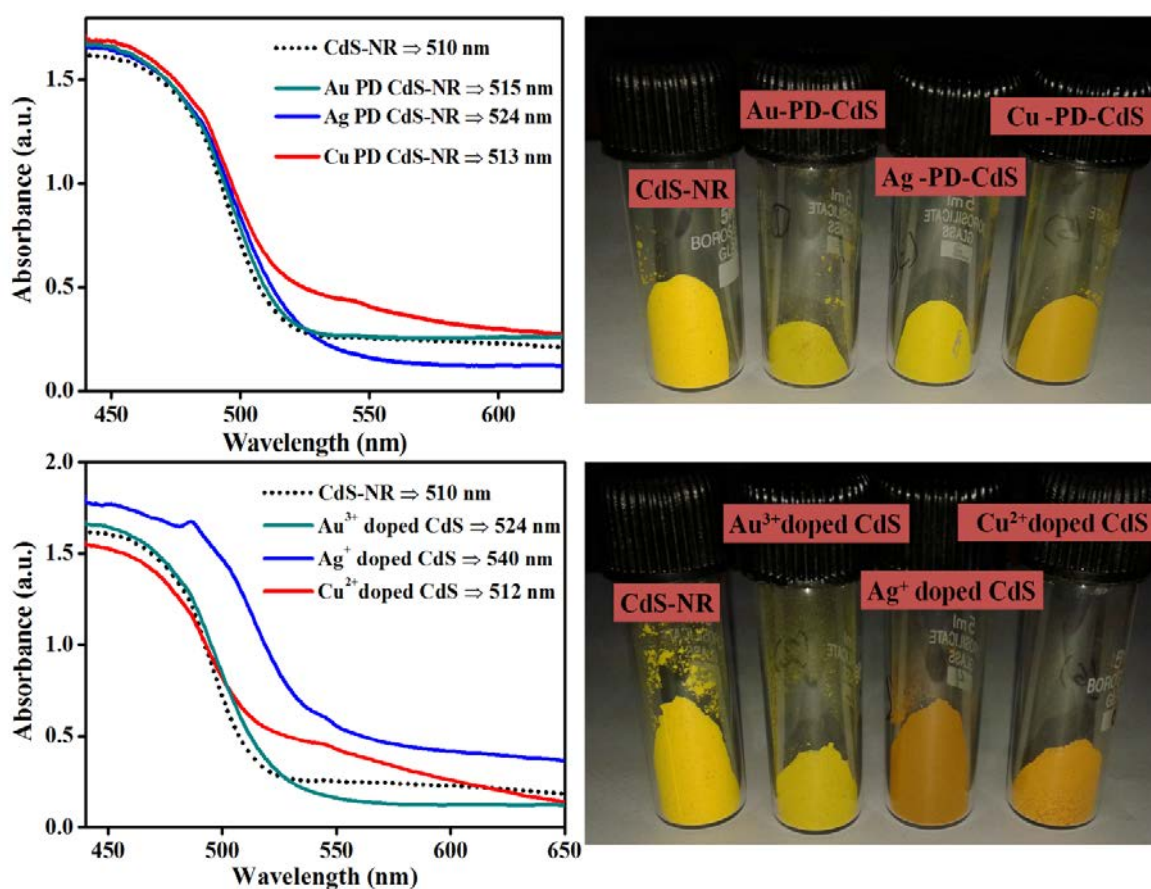 CdS-NR ⇒ 510 nm
Au PD CdS-NR ⇒ 515 nm
Ag PD CdS-NR ⇒ 524 nm
Cu PD CdS-NR ⇒ 513 nm
Absorbance (a.u.)
1.5
1.0
0.5
0.0
450 500 550 600
Wavelength (nm)
Au-PD-CdS
Cu -PD-CdS
CdS-NR
Ag -PD-CdS
5 ml
BOROSILICATE
GLASS
BOROS
CdS-NR ⇒ 510 nm
Au³⁺ doped CdS ⇒ 524 nm
Ag⁺ doped CdS ⇒ 540 nm
Cu²⁺ doped CdS ⇒ 512 nm
Absorbance (a.u.)
2.0
1.5
1.0
0.5
0.0
450 500 550 600 650
Wavelength (nm)
Au³⁺doped CdS
Cu²⁺doped CdS
CdS-NR
Ag⁺ doped CdS
5 ml
GLASS
BOROS